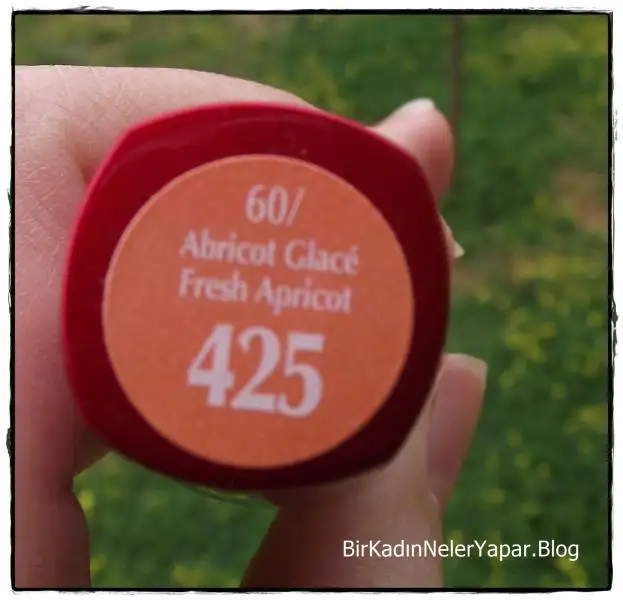 60/
Abricot Glacé
Fresh Apricot
425
BirKadınNelerYapar.Blog